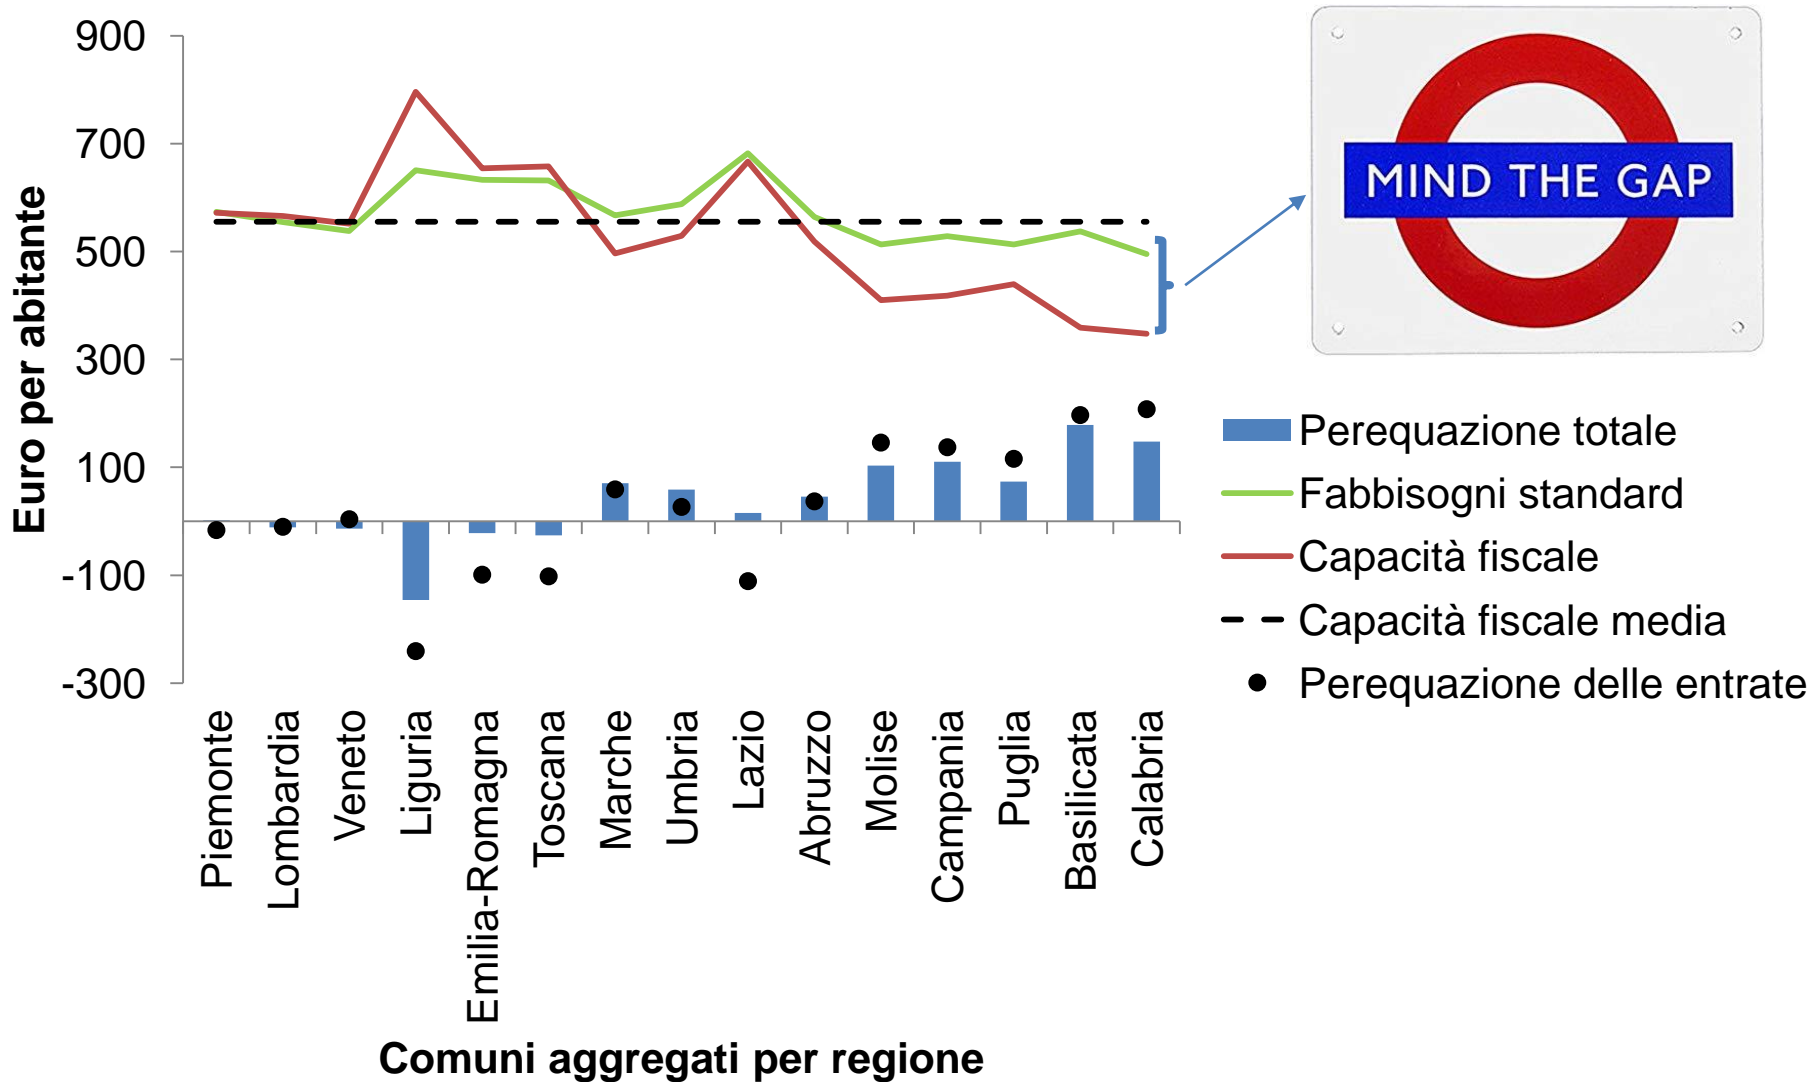 900
700
500
300
100
-100
-300
Euro per abitante
Piemonte
Lombardia
Veneto
Liguria
Emilia-Romagna
Toscana
Marche
Umbria
Lazio
Abruzzo
Molise
Campania
Puglia
Basilicata
Calabria
Comuni aggregati per regione
MIND THE GAP
Perequazione totale
Fabbisogni standard
Capacità fiscale
Capacità fiscale media
Perequazione delle entrate